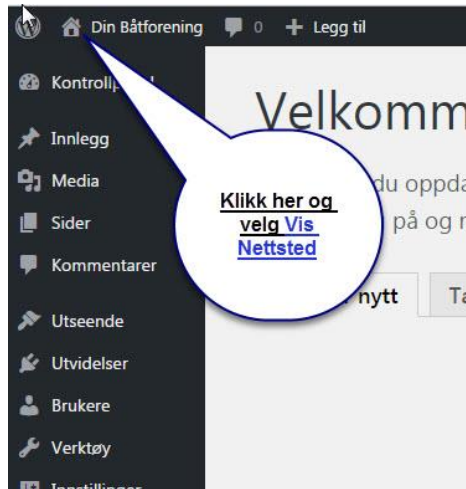 Din Båtforening 0 Legg til
Velkomm
Innlegg
Media
Sider
Kommentarer
Utseende
Utvidelser
Brukere
Verktøy
Klikk her og
velg Vis
Nettsted
du oppda
på og
nytt Ta